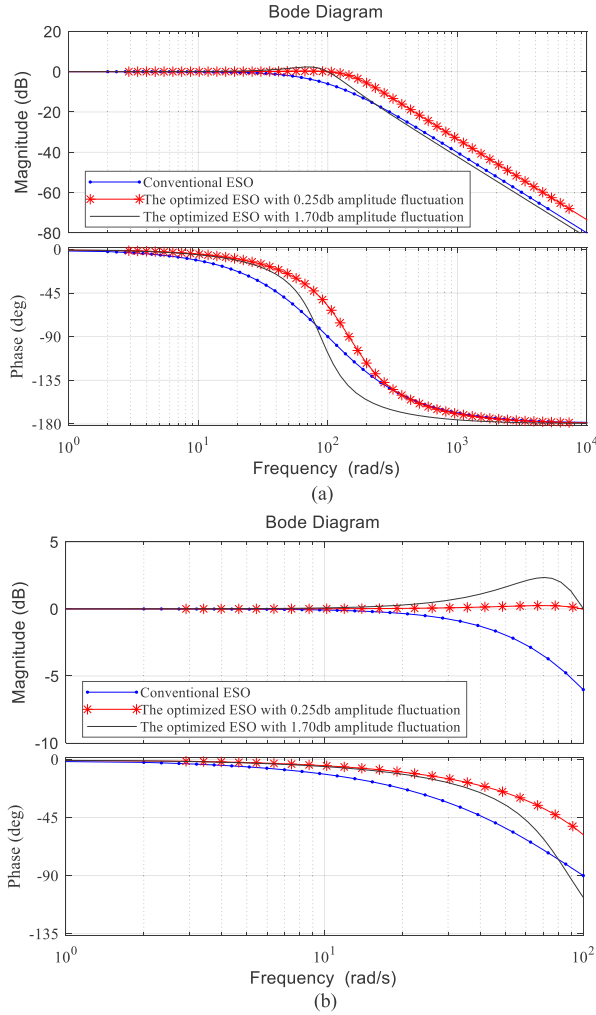 Bode Diagram
20
0
-20
-40
-60
-80
Magnitude (dB)
Conventional ESO
The optimized ESO with 0.25db amplitude fluctuation
The optimized ESO with 1.70db amplitude fluctuation
0
-45
-90
-135
-180
Phase (deg)
10^0
10^1
10^2
10^3
10^4
Frequency (rad/s)
(a)
Bode Diagram
5
0
-5
-10
Magnitude (dB)
Conventional ESO
The optimized ESO with 0.25db amplitude fluctuation
The optimized ESO with 1.70db amplitude fluctuation
0
-45
-90
-135
Phase (deg)
10^0
10^1
10^2
Frequency (rad/s)
(b)